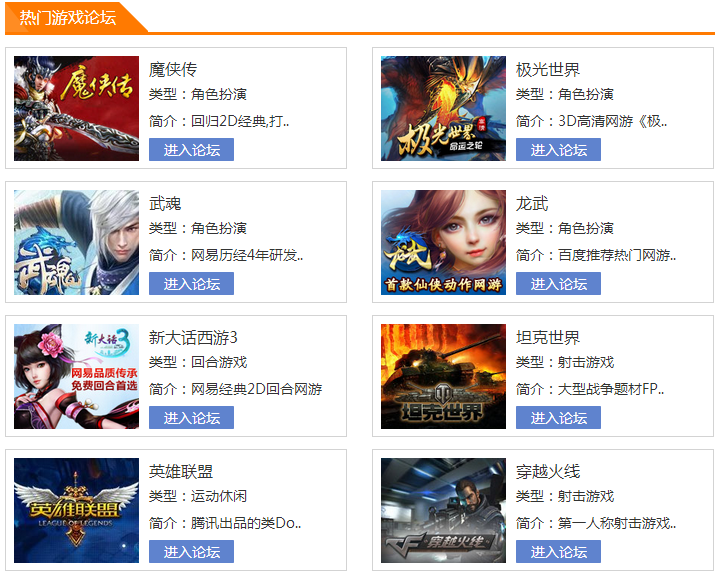 热门游戏论坛
魔侠传
魔侠传
类型：角色扮演
简介：回归2D经典,打..
进入论坛
极光世界
命运之轮
极光世界
类型：角色扮演
简介：3D高清网游《极..
进入论坛
武魂
武魂
类型：角色扮演
简介：网易历经4年研发..
进入论坛
龙武
首款仙侠动作网游
龙武
类型：角色扮演
简介：百度推荐热门网游..
进入论坛
新大话3
网易品质传承
免费回合首选
新大话西游3
类型：回合游戏
简介：网易经典2D回合网游
进入论坛
坦克世界
坦克世界
类型：射击游戏
简介：大型战争题材FP..
进入论坛
英雄联盟
LEAGUE OF LEGENDS
英雄联盟
类型：运动休闲
简介：腾讯出品的类Do..
进入论坛
CF 穿越火线
穿越火线
类型：射击游戏
简介：第一人称射击游戏..
进入论坛